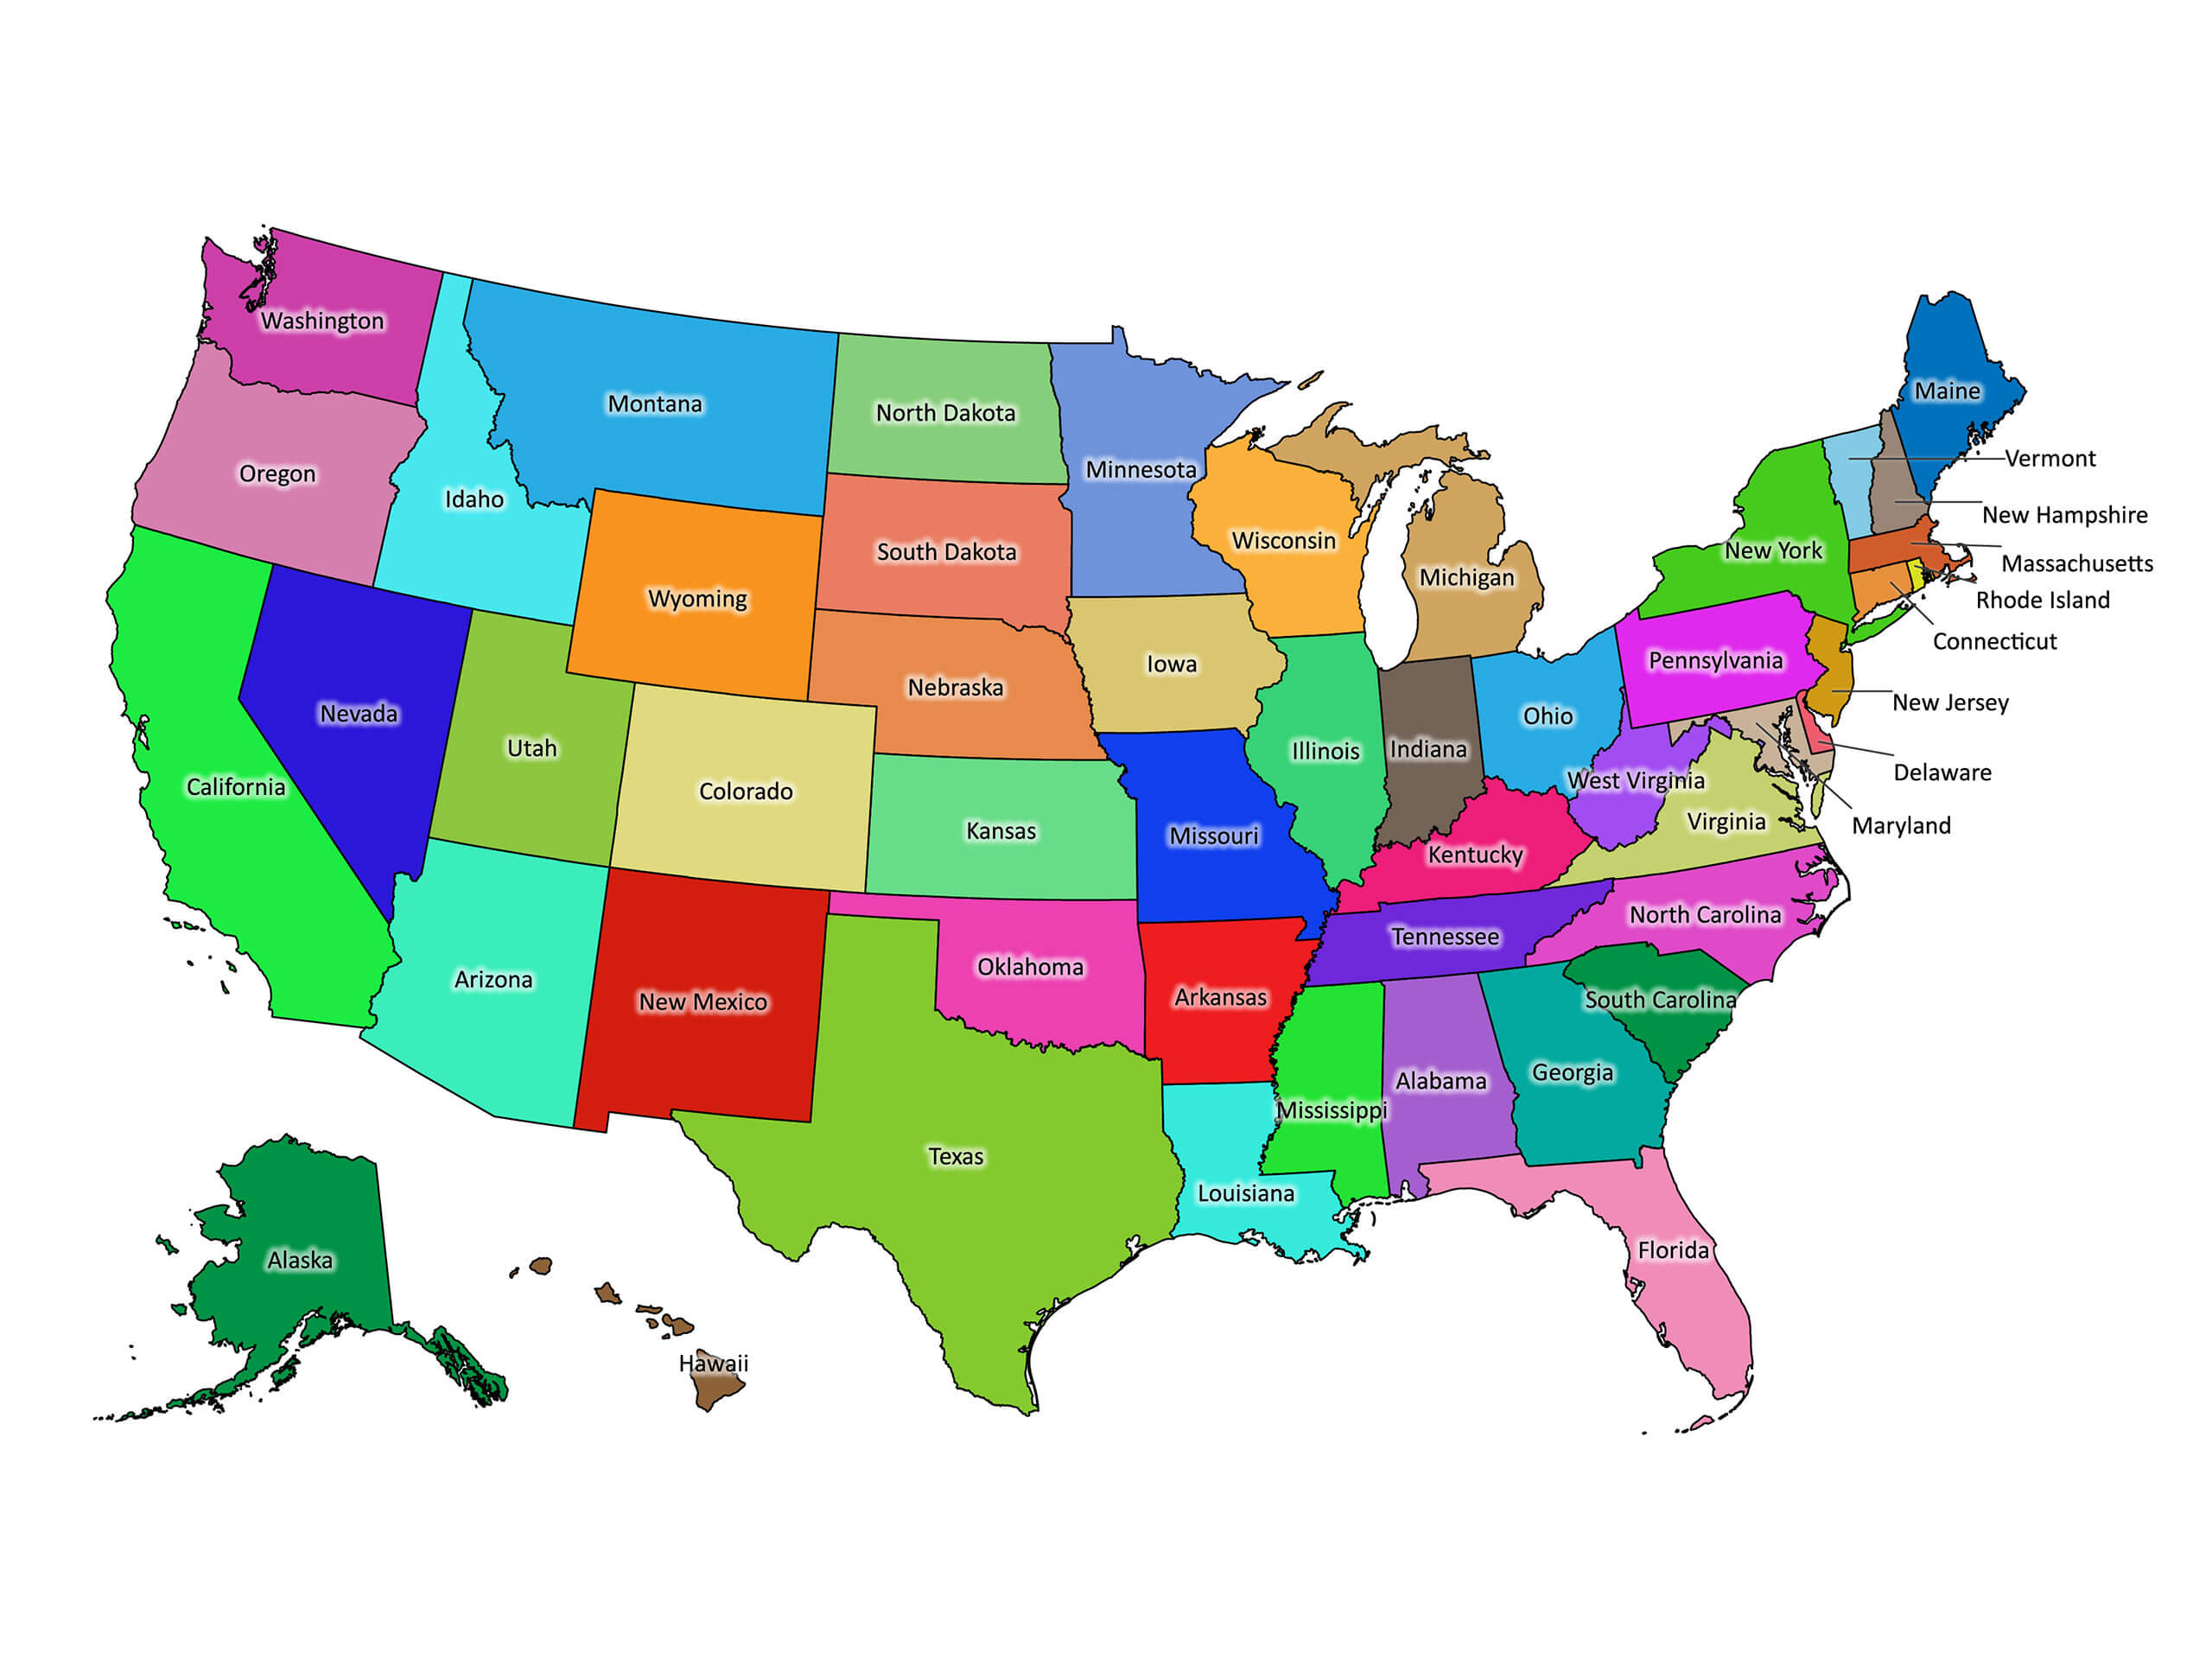 Washington
Montana
North Dakota
Maine
Minnesota
Vermont
Oregon
Idaho
New Hampshire
Wisconsin
South Dakota
New York
Massachusetts
Michigan
Wyoming
Rhode Island
Connecticut
Iowa
Pennsylvania
Nebraska
New Jersey
Nevada
Ohio
Utah
Illinois
Indiana
Delaware
West Virginia
California
Colorado
Virginia
Maryland
Kansas
Missouri
Kentucky
North Carolina
Tennessee
Oklahoma
Arizona
Arkansas
South Carolina
New Mexico
Georgia
Alabama
Mississippi
Texas
Louisiana
Florida
Alaska
Hawaii